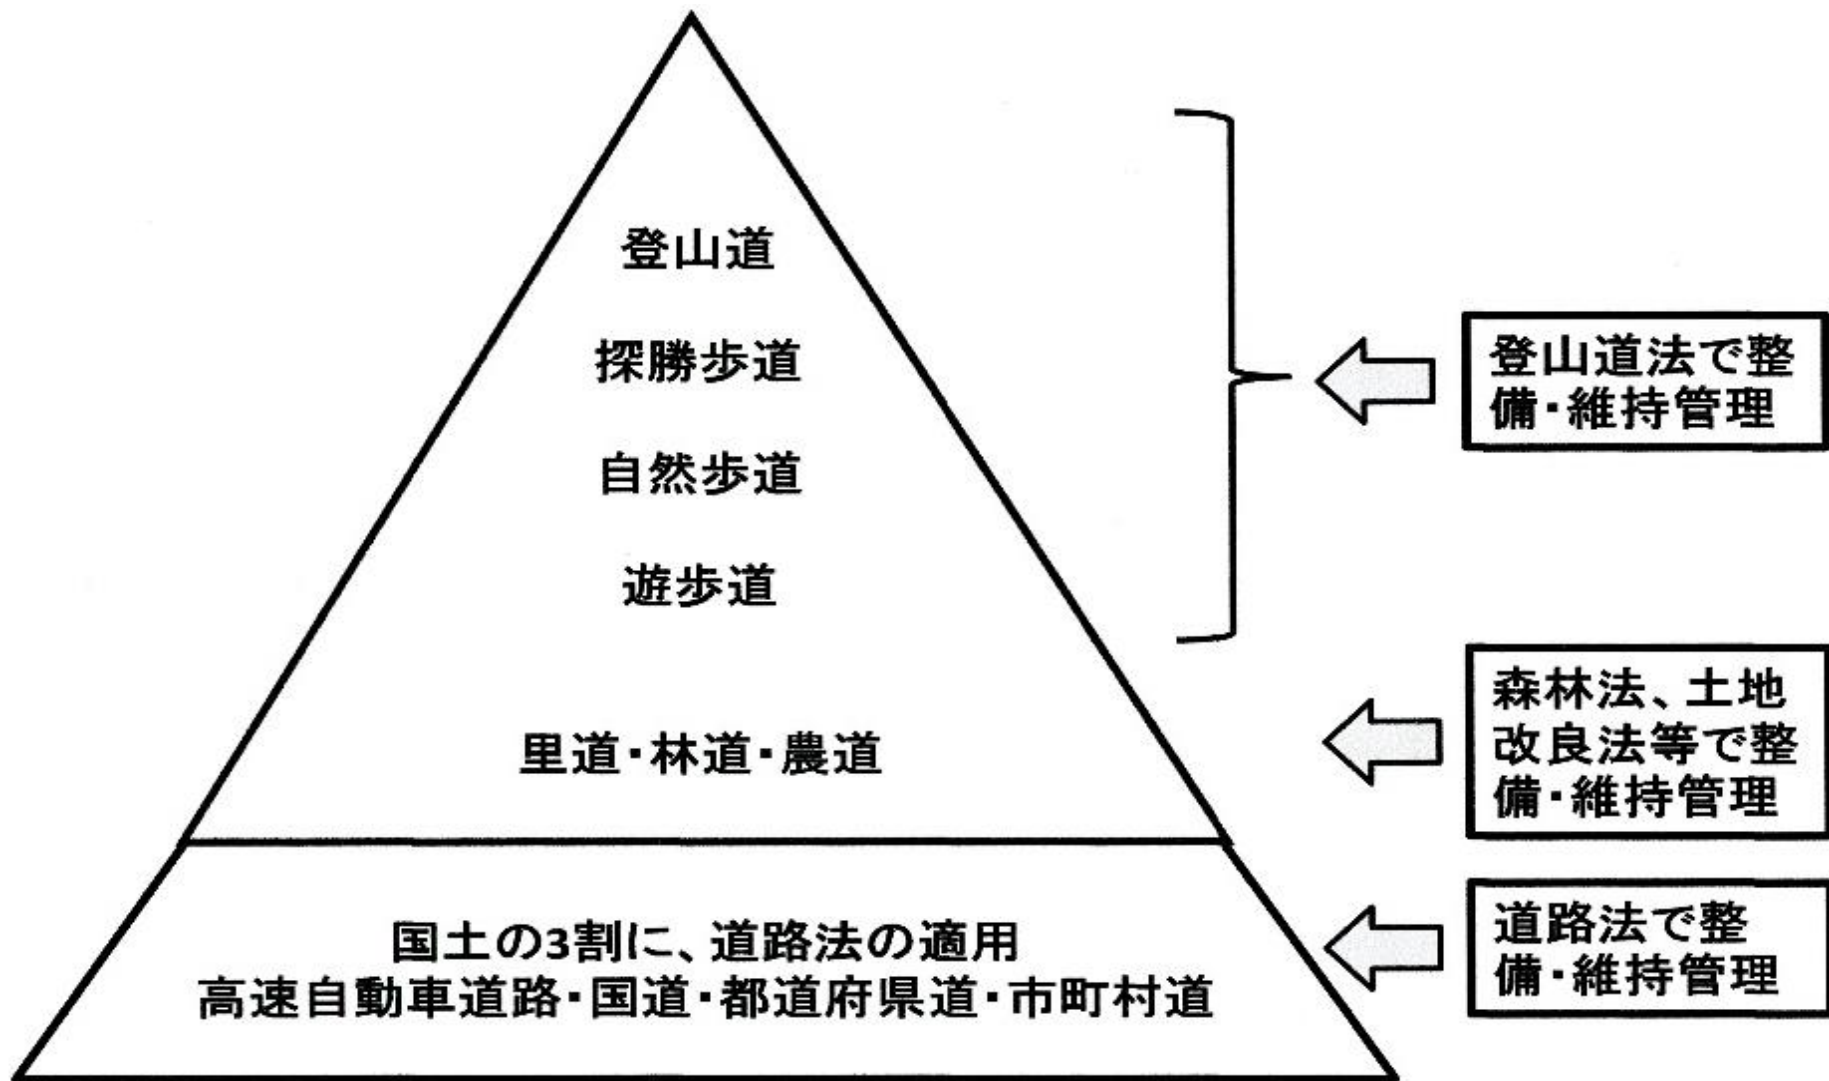 登山道
探勝歩道
自然歩道
遊歩道
里道・林道・農道
国土の3割に、道路法の適用
高速自動車道路・国道・都道府県道・市町村道
登山道法で整
備・維持管理
森林法、土地
改良法等で整
備・維持管理
道路法で整
備・維持管理